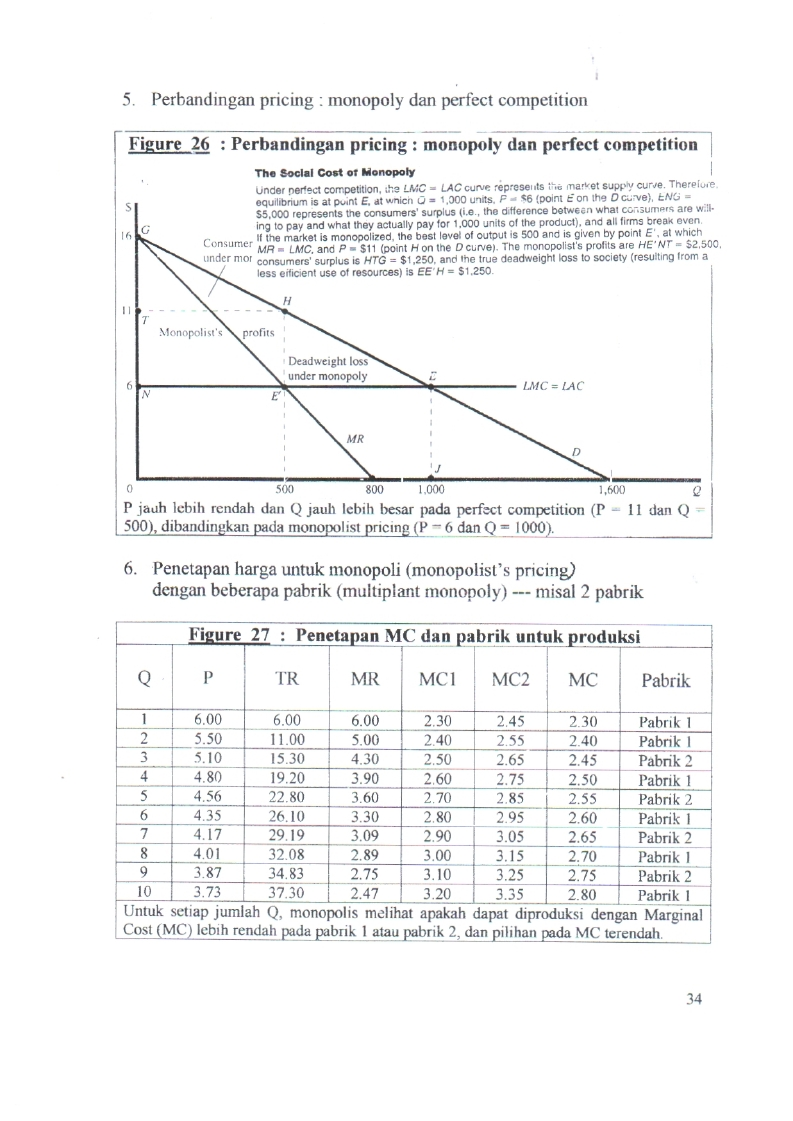 5. Perbandingan pricing : monopoly dan perfect competition
Figure 26 : Perbandingan pricing : monopoly dan perfect competition
The Social Cost of Monopoly
Under perfect competition, the LMC = LAC curve represents the market supply curve. Therefore,
equilibrium is at point E, at which Q = 1,000 units, P = $6 (point E on the D curve), ENG =
$5,000 represents the consumers' surplus (i.e., the difference between what consumers are will-
ing to pay and what they actually pay for 1,000 units of the product), and all firms break even.
If the market is monopolized, the best level of output is 500 and is given by point E', at which
MR = LMC, and P = $11 (point H on the D curve). The monopolist's profits are HE'NT = $2,500,
consumers' surplus is HTG = $1,250, and the true deadweight loss to society (resulting from a
less efficient use of resources) is EE'H = $1,250.
$
16
G
Consumer
under mor
H
11
T
Monopolist's profits
Deadweight loss
under monopoly
E
6
N
E'
LMC = LAC
MR
D
J
0 500 800 1,000 1,600 Q
P jauh lebih rendah dan Q jauh lebih besar pada perfect competition (P = 11 dan Q =
500), dibandingkan pada monopolist pricing (P = 6 dan Q = 1000).
6. Penetapan harga untuk monopoli (monopolist's pricing)
dengan beberapa pabrik (multiplant monopoly) --- misal 2 pabrik
Figure 27 : Penetapan MC dan pabrik untuk produksi
Q P TR MR MC1 MC2 MC Pabrik
1 6.00 6.00 6.00 2.30 2.45 2.30 Pabrik 1
2 5.50 11.00 5.00 2.40 2.55 2.40 Pabrik 1
3 5.10 15.30 4.30 2.50 2.65 2.45 Pabrik 2
4 4.80 19.20 3.90 2.60 2.75 2.50 Pabrik 1
5 4.56 22.80 3.60 2.70 2.85 2.55 Pabrik 2
6 4.35 26.10 3.30 2.80 2.95 2.60 Pabrik 1
7 4.17 29.19 3.09 2.90 3.05 2.65 Pabrik 2
8 4.01 32.08 2.89 3.00 3.15 2.70 Pabrik 1
9 3.87 34.83 2.75 3.10 3.25 2.75 Pabrik 2
10 3.73 37.30 2.47 3.20 3.35 2.80 Pabrik 1
Untuk setiap jumlah Q, monopolis melihat apakah dapat diproduksi dengan Marginal
Cost (MC) lebih rendah pada pabrik 1 atau pabrik 2, dan pilihan pada MC terendah.
34